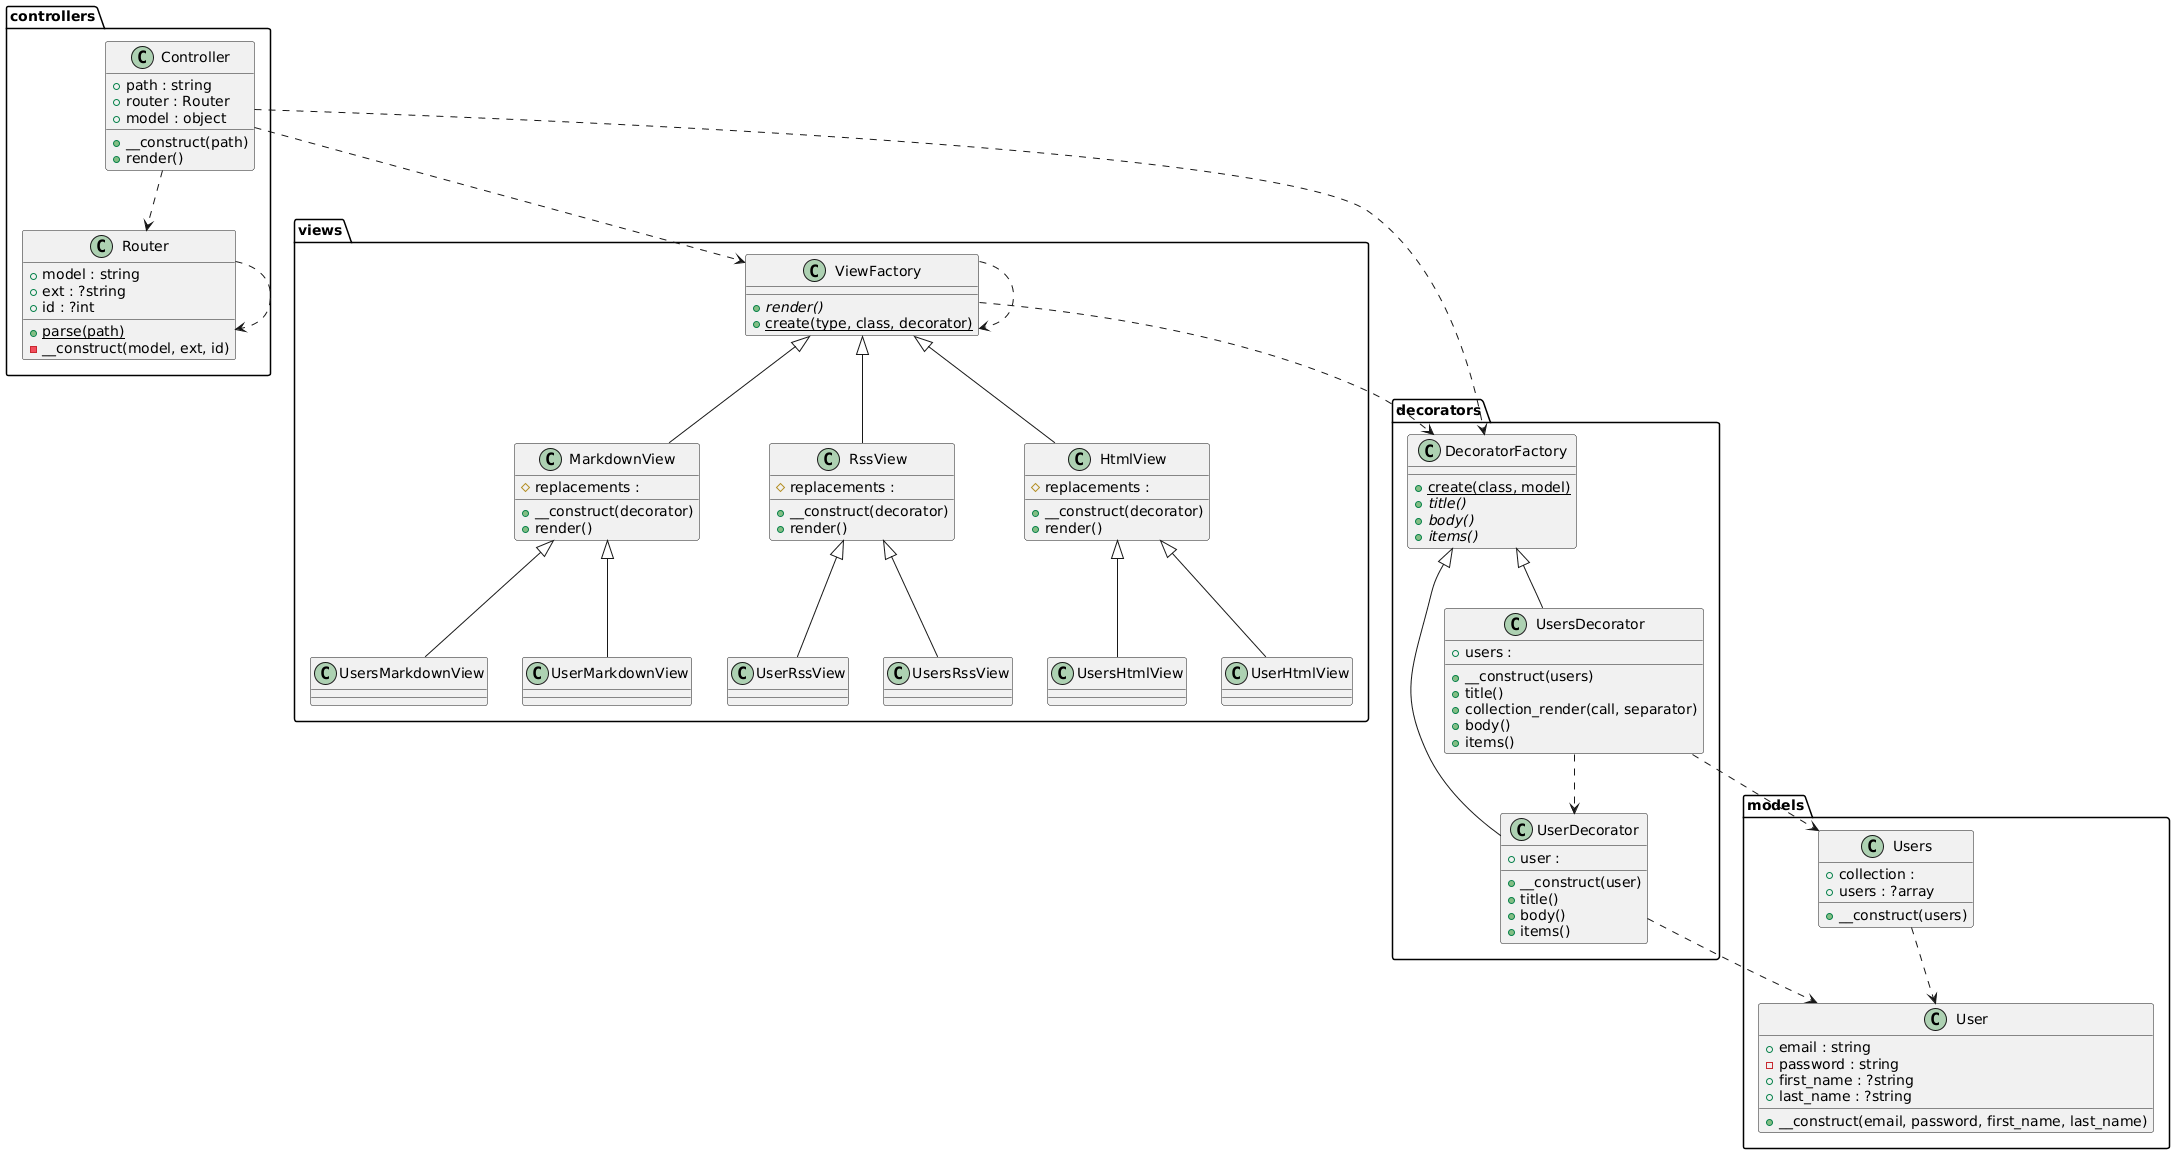 controllers
C Controller
path : string
router : Router
model : object
__construct(path)
render()
C Router
model : string
ext : ?string
id : ?int
parse(path)
__construct(model, ext, id)
views
C ViewFactory
render()
create(type, class, decorator)
C MarkdownView
replacements :
__construct(decorator)
render()
C RssView
replacements :
__construct(decorator)
render()
C HtmlView
replacements :
__construct(decorator)
render()
C UsersMarkdownView
C UserMarkdownView
C UserRssView
C UsersRssView
C UsersHtmlView
C UserHtmlView
decorators
C DecoratorFactory
create(class, model)
title()
body()
items()
C UsersDecorator
users :
__construct(users)
title()
collection_render(call, separator)
body()
items()
C UserDecorator
user :
__construct(user)
title()
body()
items()
models
C Users
collection :
users : ?array
__construct(users)
C User
email : string
password : string
first_name : ?string
last_name : ?string
__construct(email, password, first_name, last_name)